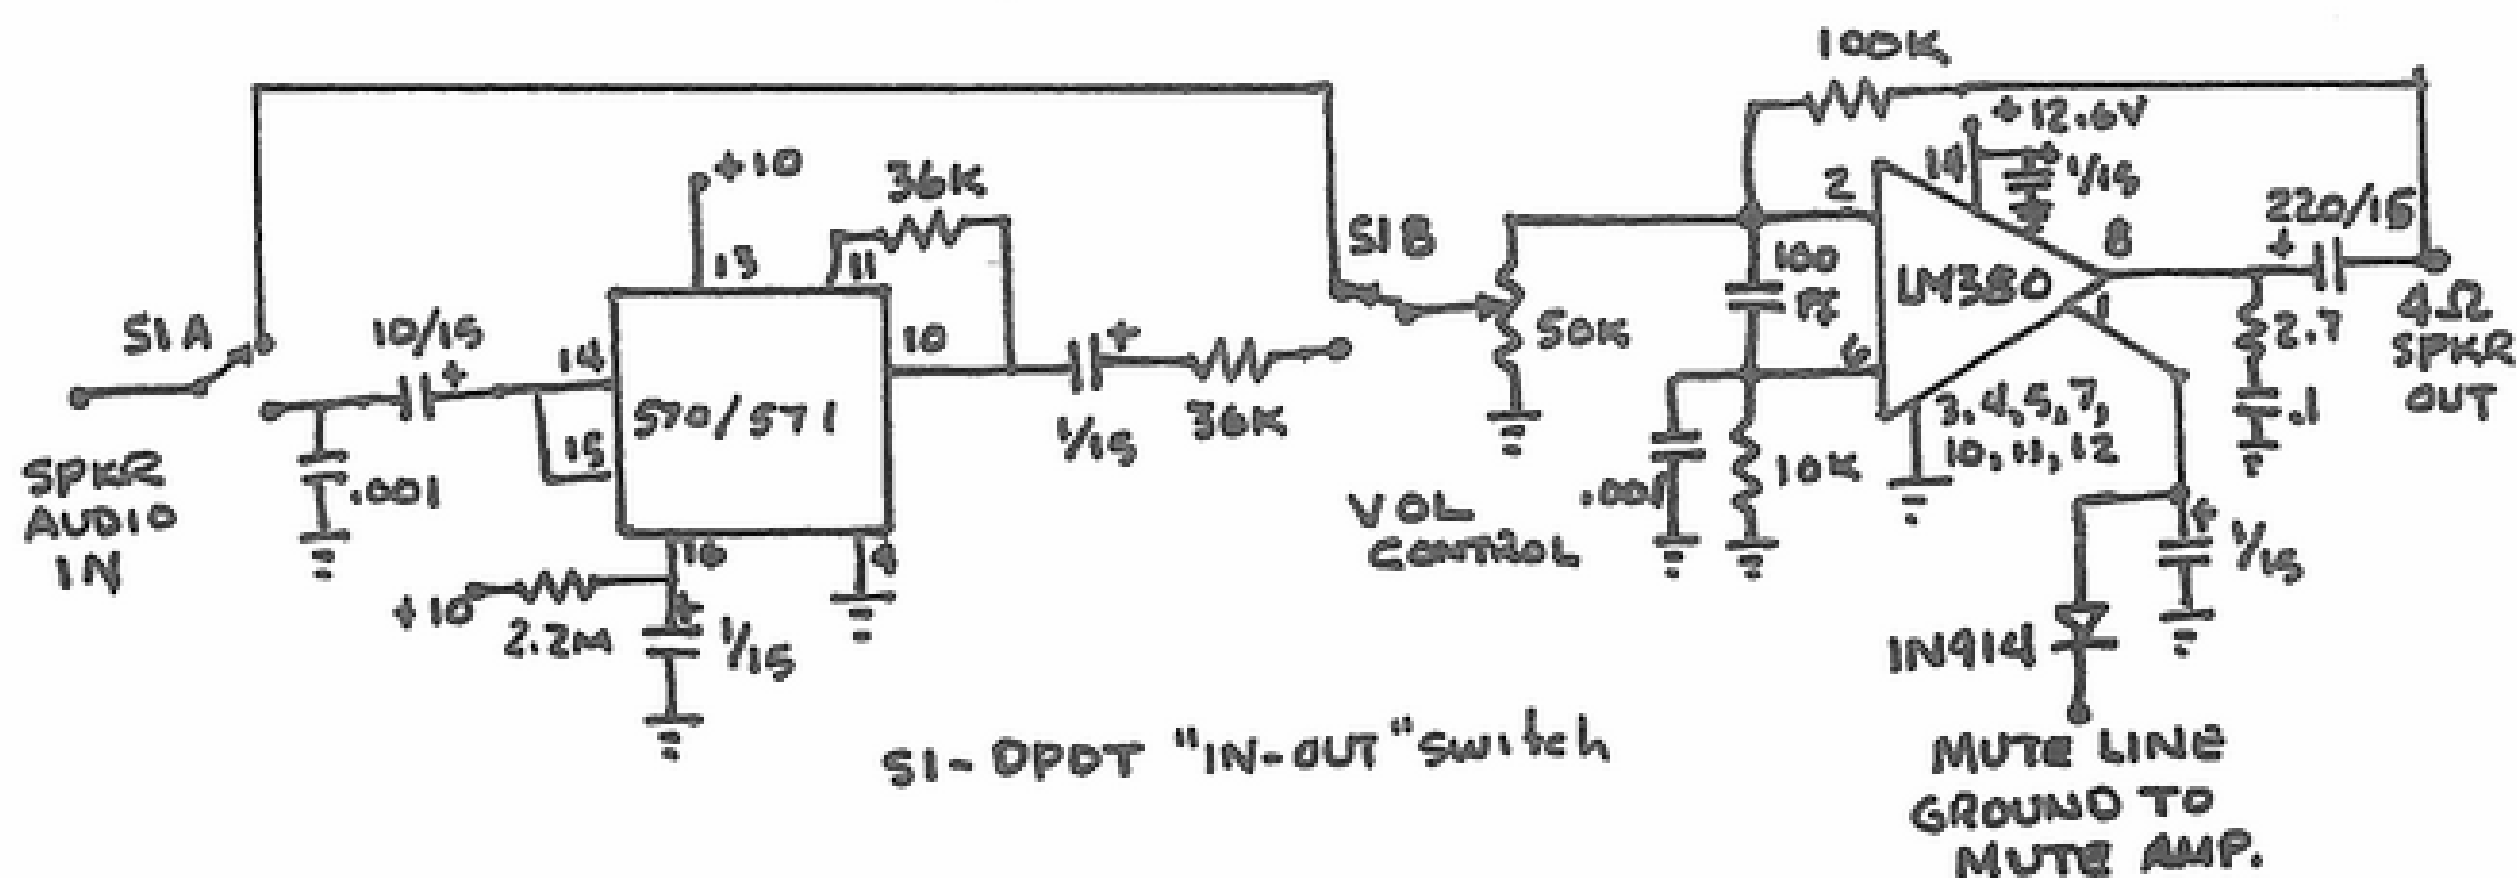 100K
+12.6V
+10
36K
2
14
1/15
220/15
+
S1B
8
13
11
100
Pf
LM380
S1A
10/15
+
14
10
+
50K
1
2.7
4Ω
SPKR
OUT
6
570/571
15
1/15
36K
3,4,5,7,
10,11,12
.1
SPKR
AUDIO
IN
.001
VOL
CONTROL
.001
10K
+
1/15
16
4
+10
2.2M
+
1/15
1N914
S1- DPDT "IN-OUT" Switch
MUTE LINE
GROUND TO
MUTE AMP.